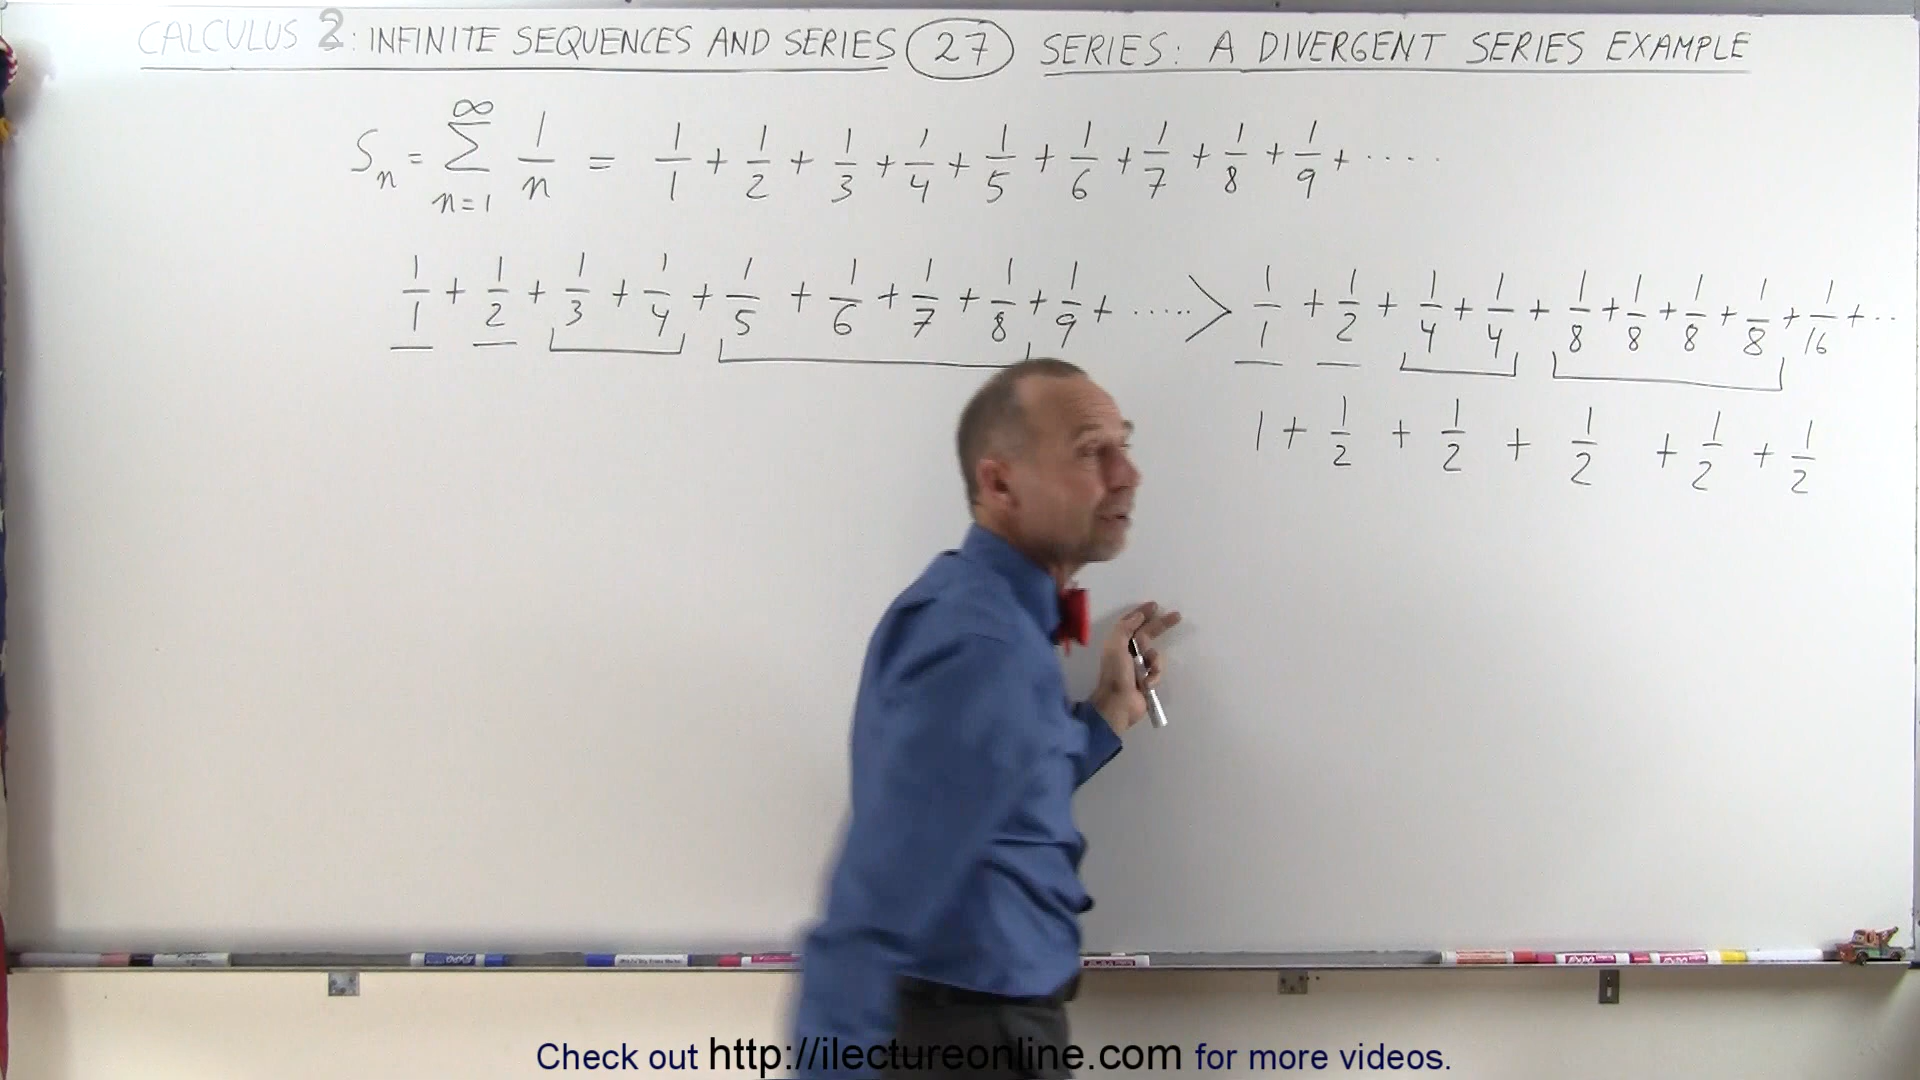 CALCULUS 2: INFINITE SEQUENCES AND SERIES 27 SERIES: A DIVERGENT SERIES EXAMPLE
Sₙ = ∑_{n=1}^{∞} 1/n = 1/1 + 1/2 + 1/3 + 1/4 + 1/5 + 1/6 + 1/7 + 1/8 + 1/9 + ....
1/1 + 1/2 + 1/3 + 1/4 + 1/5 + 1/6 + 1/7 + 1/8 + 1/9 + ..... > 1/1 + 1/2 + 1/4 + 1/4 + 1/8 + 1/8 + 1/8 + 1/8 + 1/16 + ..
1 + 1/2 + 1/2 + 1/2 + 1/2 + 1/2
Check out http://ilectureonline.com for more videos.